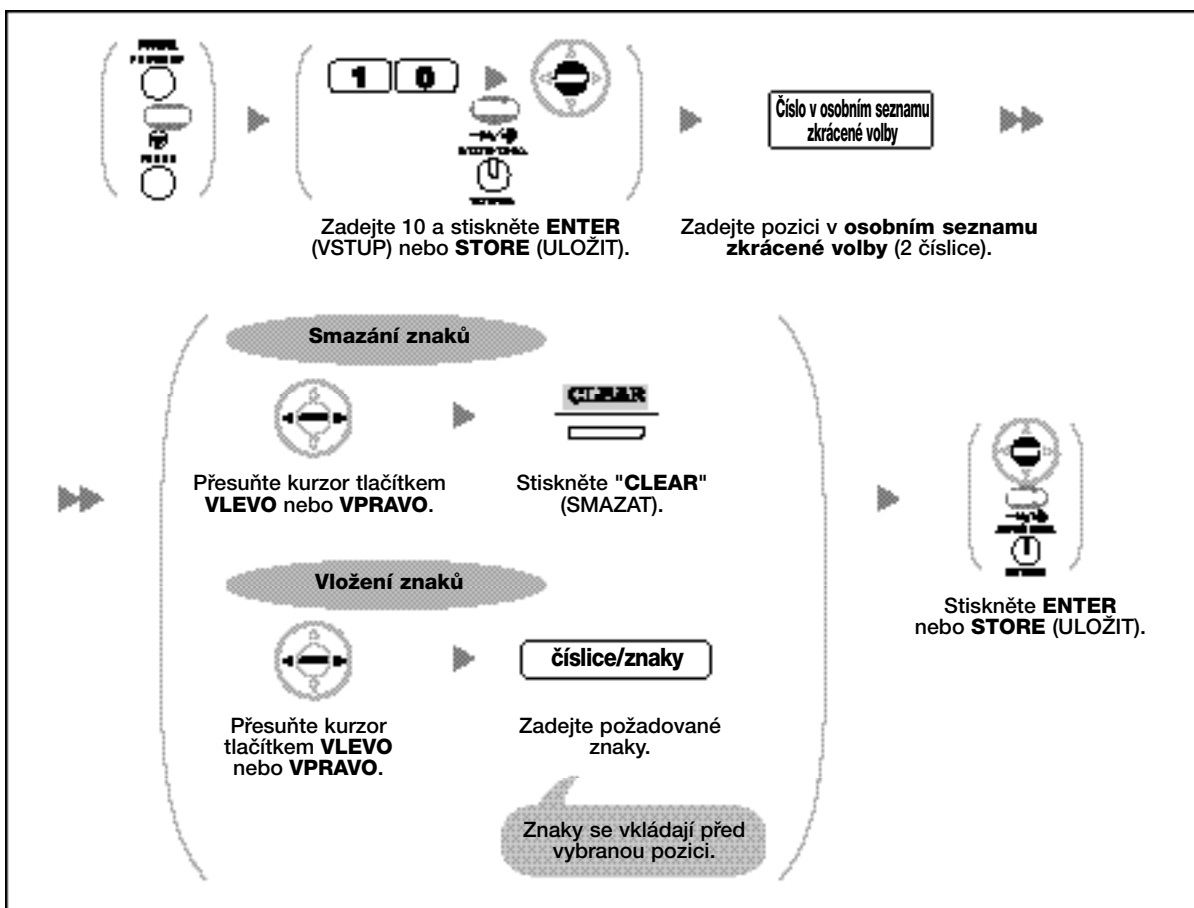 1 0
Číslo v osobním seznamu
zkrácené volby
Zadejte 10 a stiskněte ENTER
(VSTUP) nebo STORE (ULOŽIT).
Zadejte pozici v osobním seznamu
zkrácené volby (2 číslice).
Smazání znaků
CLEAR
Přesuňte kurzor tlačítkem
VLEVO nebo VPRAVO.
Stiskněte "CLEAR"
(SMAZAT).
Vložení znaků
číslice/znaky
Přesuňte kurzor
tlačítkem VLEVO
nebo VPRAVO.
Zadejte požadované
znaky.
Znaky se vkládají před
vybranou pozici.
Stiskněte ENTER
nebo STORE (ULOŽIT).